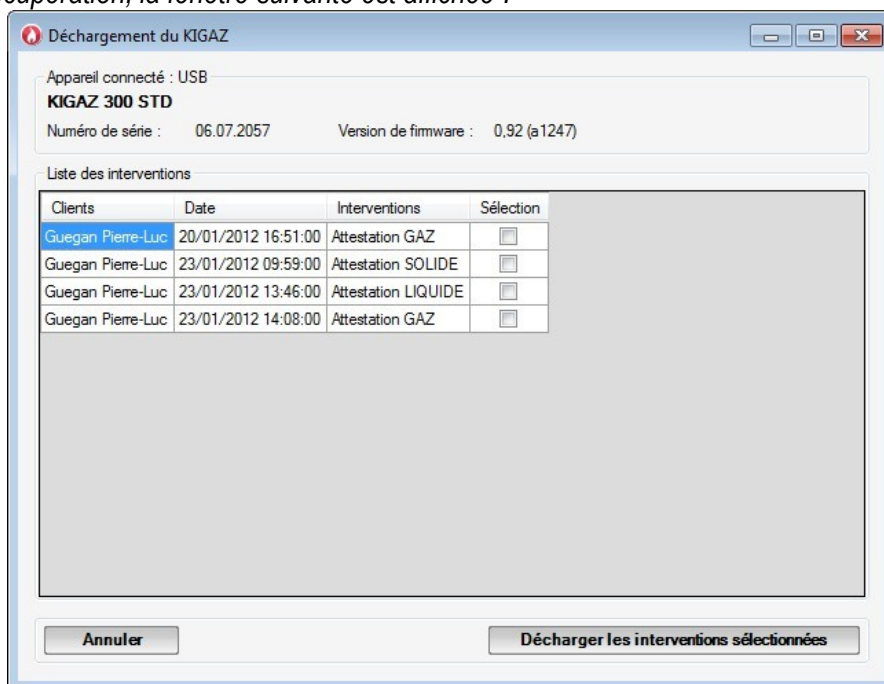 cupération, la fenêtre suivante est affichée :
Déchargement du KIGAZ
Appareil connecté : USB
KIGAZ 300 STD
Numéro de série : 06.07.2057 Version de firmware : 0,92 (a1247)
Liste des interventions
Clients Date Interventions Sélection
Guegan Pierre-Luc 20/01/2012 16:51:00 Attestation GAZ
Guegan Pierre-Luc 23/01/2012 09:59:00 Attestation SOLIDE
Guegan Pierre-Luc 23/01/2012 13:46:00 Attestation LIQUIDE
Guegan Pierre-Luc 23/01/2012 14:08:00 Attestation GAZ
Annuler Décharger les interventions sélectionnées